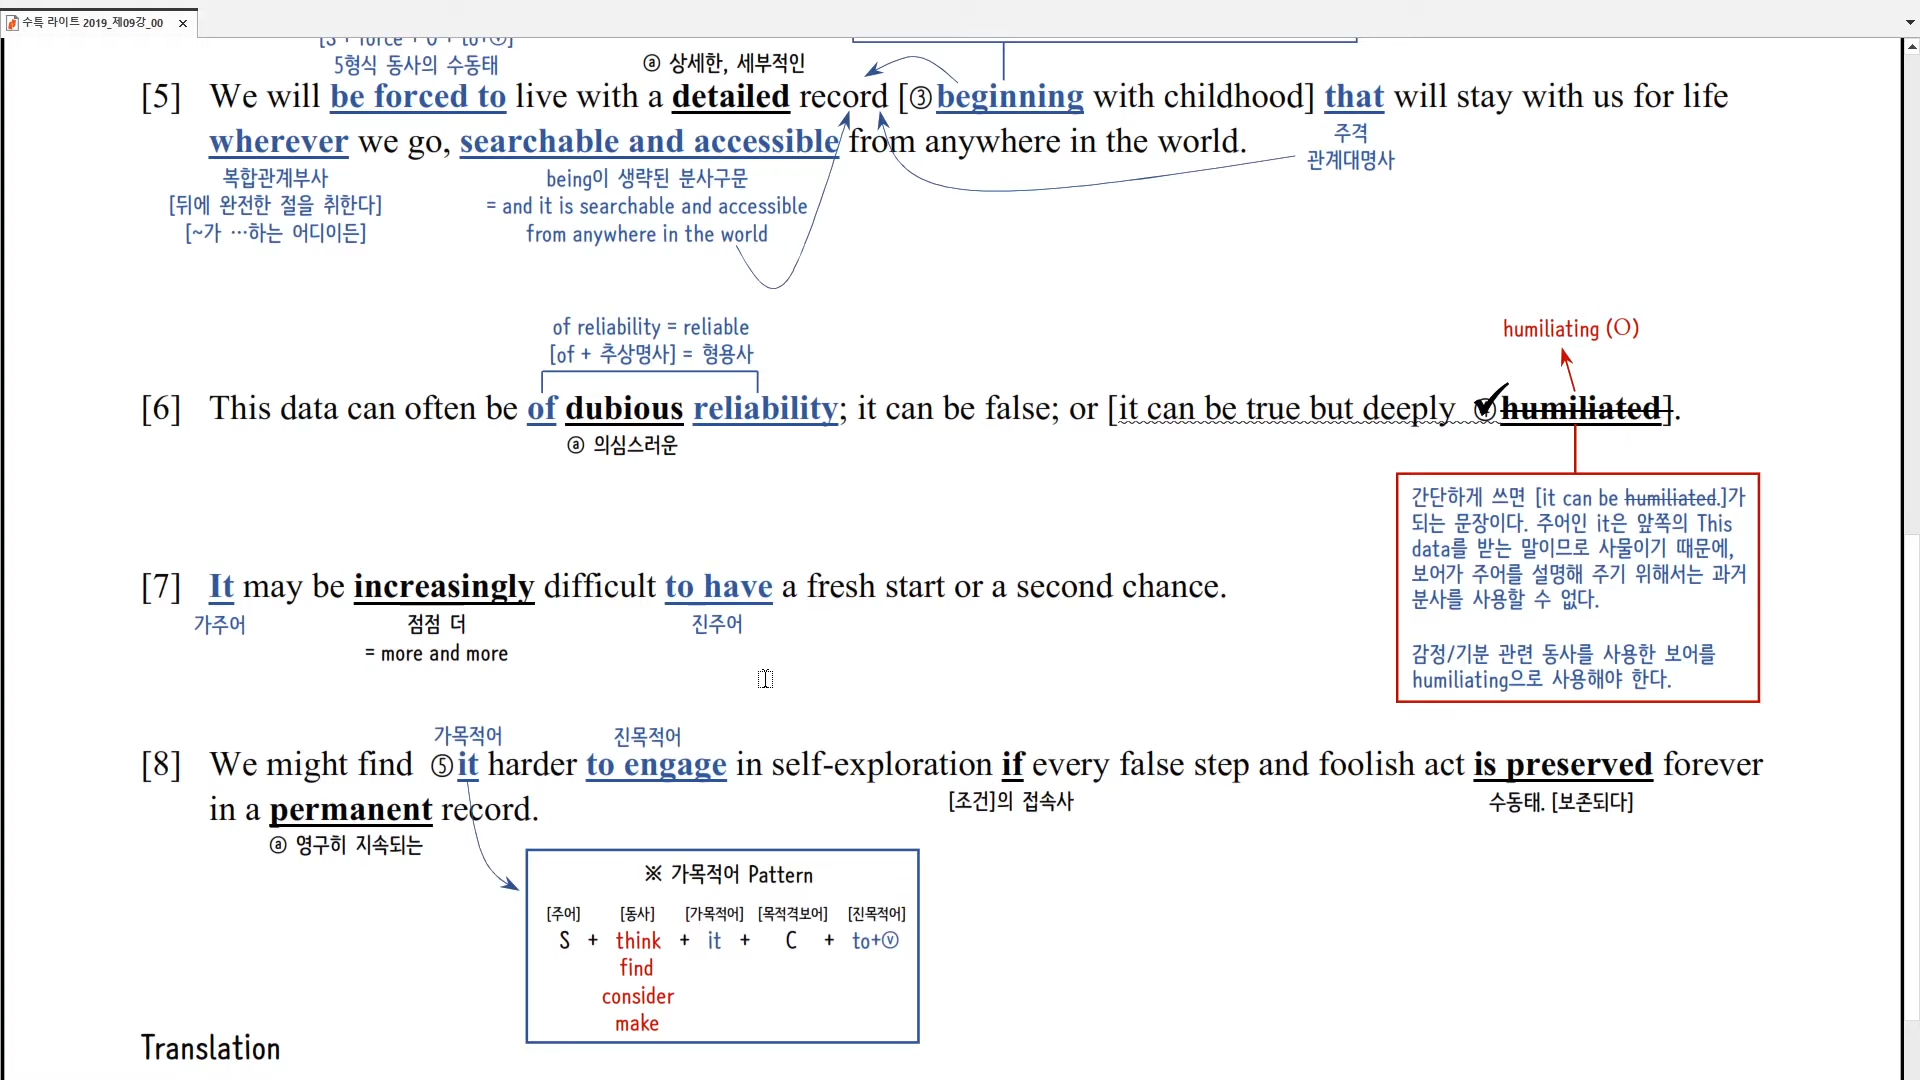 수특 라이트 2019_제09강_00
[S + force + O + to+ⓥ]
5형식 동사의 수동태
ⓐ 상세한, 세부적인
[5] We will be forced to live with a detailed record [③beginning with childhood] that will stay with us for life
wherever we go, searchable and accessible from anywhere in the world.
주격
관계대명사
복합관계부사
[뒤에 완전한 절을 취한다]
[~가 …하는 어디이든]
being이 생략된 분사구문
= and it is searchable and accessible
from anywhere in the world
of reliability = reliable
[of + 추상명사] = 형용사
humiliating (O)
[6] This data can often be of dubious reliability; it can be false; or [it can be true but deeply ④humiliated].
ⓐ 의심스러운
간단하게 쓰면 [it can be humiliated.]가
되는 문장이다. 주어인 it은 앞쪽의 This
data를 받는 말이므로 사물이기 때문에,
보어가 주어를 설명해 주기 위해서는 과거
분사를 사용할 수 없다.
감정/기분 관련 동사를 사용한 보어를
humiliating으로 사용해야 한다.
[7] It may be increasingly difficult to have a fresh start or a second chance.
가주어
점점 더
= more and more
진주어
가목적어
진목적어
[8] We might find ⑤it harder to engage in self-exploration if every false step and foolish act is preserved forever
in a permanent record.
[조건]의 접속사
수동태. [보존되다]
ⓐ 영구히 지속되는
※ 가목적어 Pattern
[주어] [동사] [가목적어] [목적격보어] [진목적어]
S + think + it + C + to+ⓥ
find
consider
make
Translation